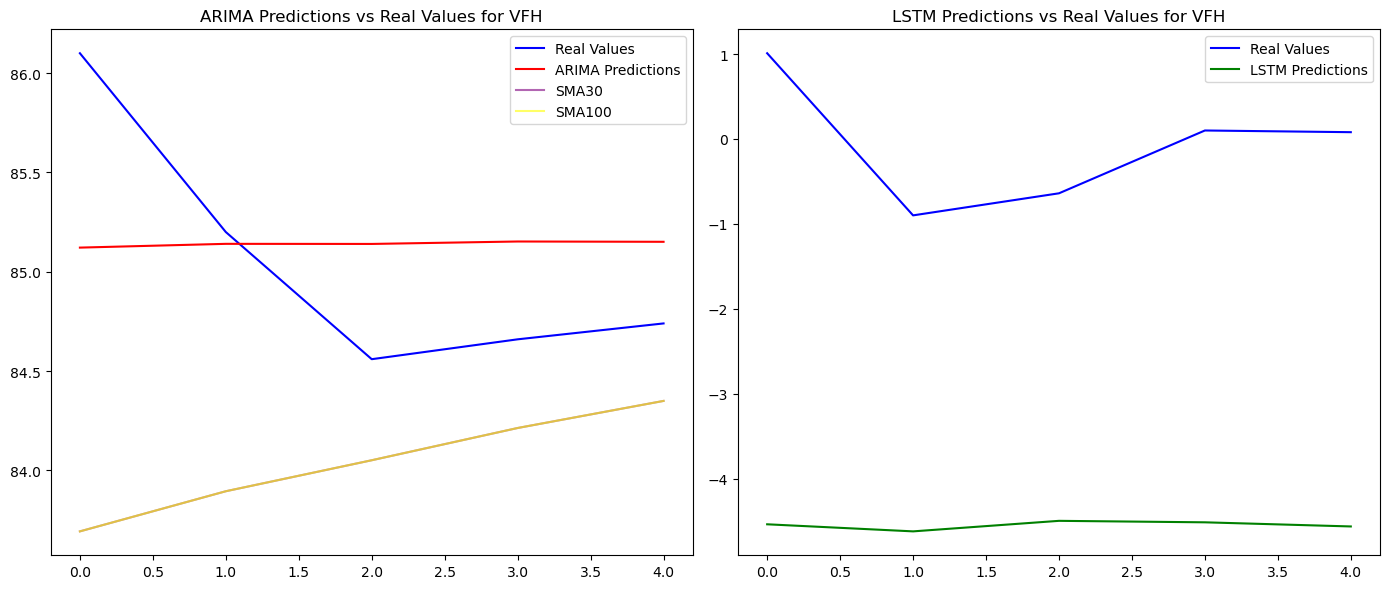 ARIMA Predictions vs Real Values for VFH
Real Values
ARIMA Predictions
SMA30
SMA100
86.0
85.5
85.0
84.5
84.0
0.0 0.5 1.0 1.5 2.0 2.5 3.0 3.5 4.0
LSTM Predictions vs Real Values for VFH
Real Values
LSTM Predictions
1
0
−1
−2
−3
−4
0.0 0.5 1.0 1.5 2.0 2.5 3.0 3.5 4.0